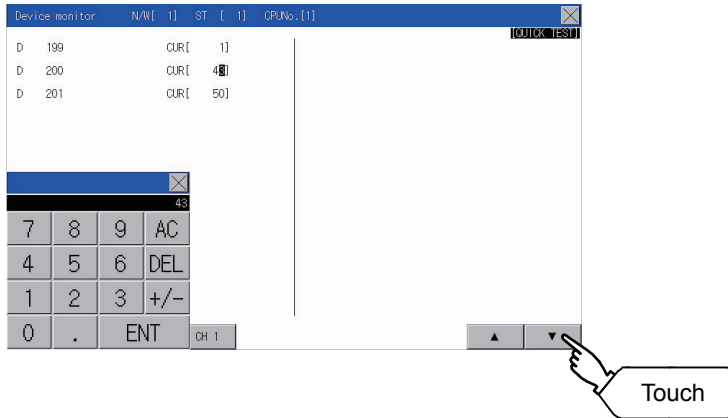 Device monitor N/W[ 1] ST [ 1] CPUNo.[1]
[QUICK TEST]
D 199 CUR[ 1]
D 200 CUR[ 43]
D 201 CUR[ 50]
43
7 8 9 AC
4 5 6 DEL
1 2 3 +/-
0 . ENT
CH 1
▲ ▼
Touch